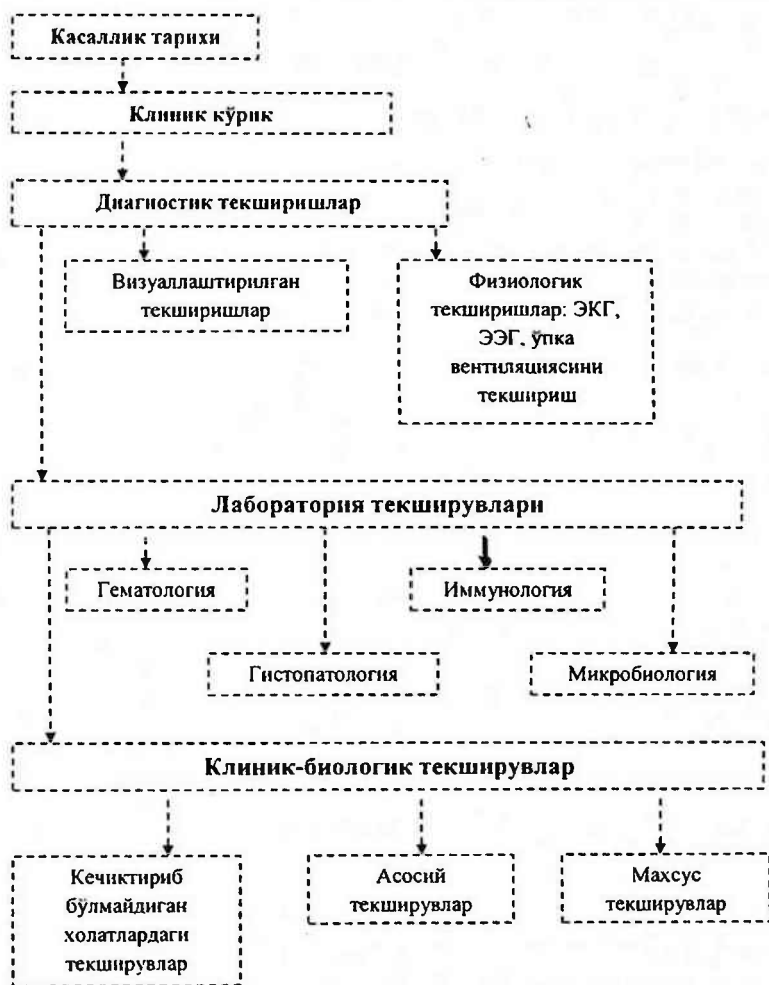 Касаллик тарихи
Клиник кўрик
Диагностик текширишлар
Визуаллаштирилган
текширишлар
Физиологик
текширишлар: ЭКГ,
ЭЭГ, ўпка
вентиляциясини
текшириш
Лаборатория текширувлари
Гематология
Иммунология
Гистопатология
Микробиология
Клиник-биологик текширувлар
Кечиктириб
бўлмайдиган
холатлардаги
текширувлар
Асосий
текширувлар
Махсус
текширувлар